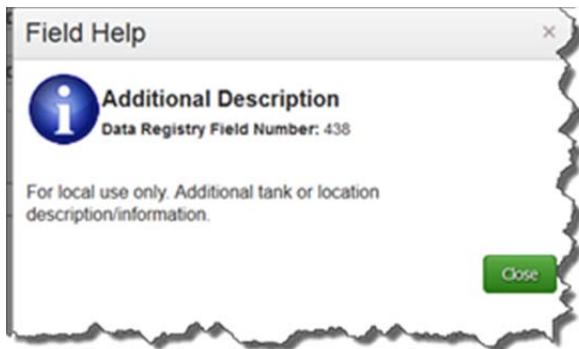 Field Help
×
Additional Description
Data Registry Field Number: 438
For local use only. Additional tank or location
description/information.
Close